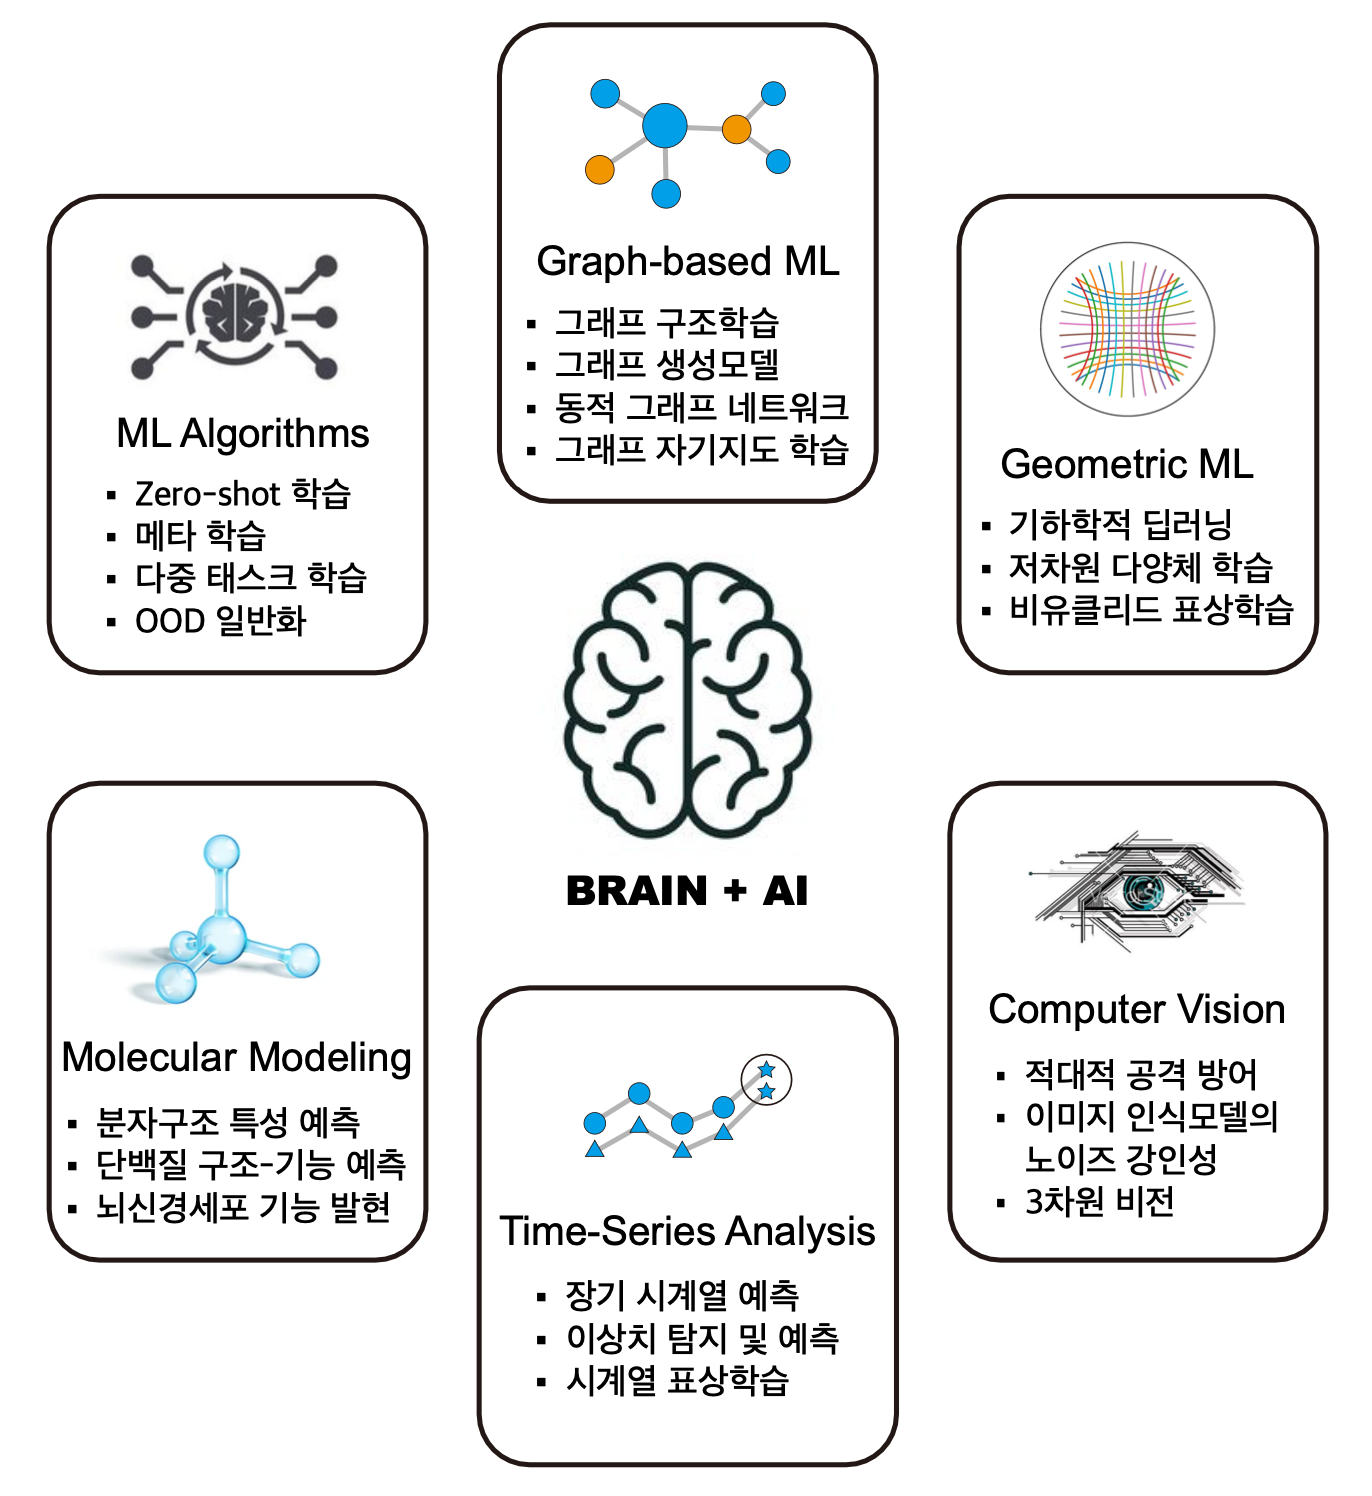 Graph-based ML
▪ 그래프 구조학습
▪ 그래프 생성모델
▪ 동적 그래프 네트워크
▪ 그래프 자기지도 학습
ML Algorithms
▪ Zero-shot 학습
▪ 메타 학습
▪ 다중 태스크 학습
▪ OOD 일반화
Geometric ML
▪ 기하학적 딥러닝
▪ 저차원 다양체 학습
▪ 비유클리드 표상학습
BRAIN + AI
Molecular Modeling
▪ 분자구조 특성 예측
▪ 단백질 구조-기능 예측
▪ 뇌신경세포 기능 발현
Computer Vision
▪ 적대적 공격 방어
▪ 이미지 인식모델의
노이즈 강인성
▪ 3차원 비전
Time-Series Analysis
▪ 장기 시계열 예측
▪ 이상치 탐지 및 예측
▪ 시계열 표상학습